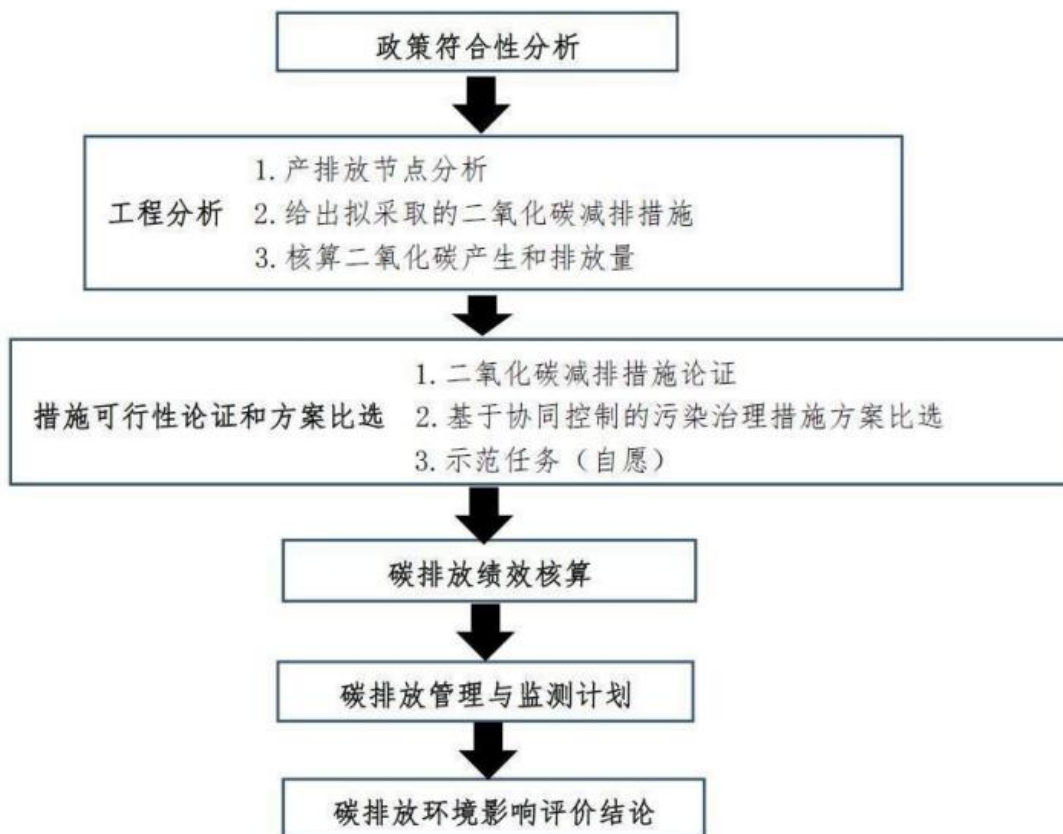 政策符合性分析
1.产排放节点分析
工程分析 2.给出拟采取的二氧化碳减排措施
3.核算二氧化碳产生和排放量
1.二氧化碳减排措施论证
措施可行性论证和方案比选 2.基于协同控制的污染治理措施方案比选
3.示范任务（自愿）
碳排放绩效核算
碳排放管理与监测计划
碳排放环境影响评价结论